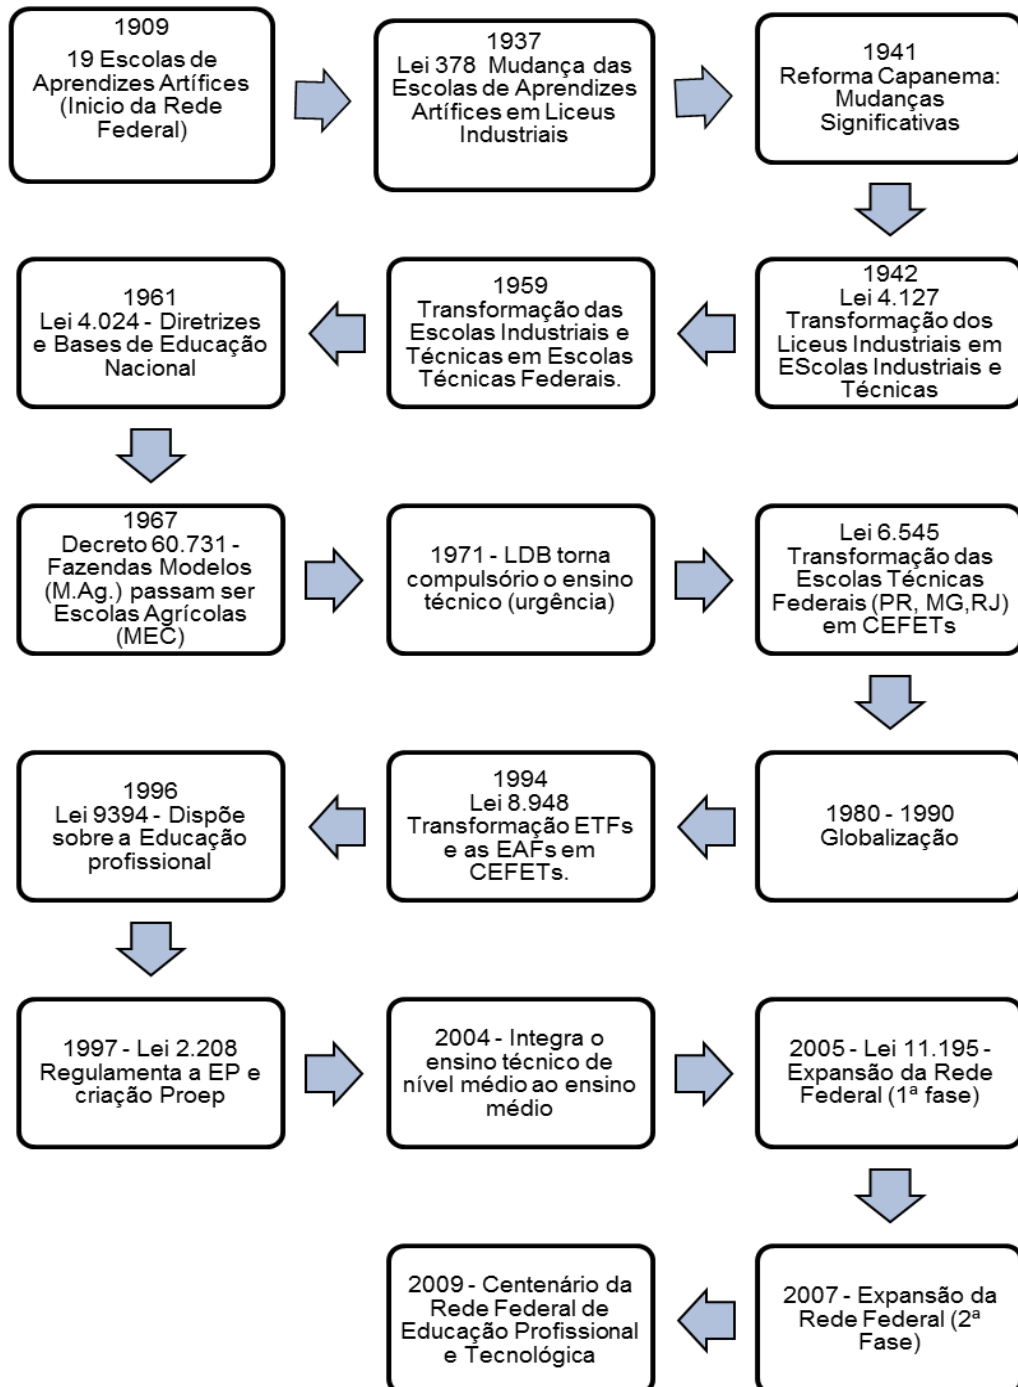 1909
19 Escolas de
Aprendizes Artífices
(Inicio da Rede
Federal)
1937
Lei 378 Mudança das
Escolas de Aprendizes
Artífices em Liceus
Industriais
1941
Reforma Capanema:
Mudanças
Significativas
1942
Lei 4.127
Transformação dos
Liceus Industriais em
EScolas Industriais e
Técnicas
1959
Transformação das
Escolas Industriais e
Técnicas em Escolas
Técnicas Federais.
1961
Lei 4.024 - Diretrizes
e Bases de Educação
Nacional
1967
Decreto 60.731 -
Fazendas Modelos
(M.Ag.) passam ser
Escolas Agrícolas
(MEC)
1971 - LDB torna
compulsório o ensino
técnico (urgência)
Lei 6.545
Transformação das
Escolas Técnicas
Federais (PR, MG,RJ)
em CEFETs
1980 - 1990
Globalização
1994
Lei 8.948
Transformação ETFs
e as EAFs em
CEFETs.
1996
Lei 9394 - Dispõe
sobre a Educação
profissional
1997 - Lei 2.208
Regulamenta a EP e
criação Proep
2004 - Integra o
ensino técnico de
nível médio ao ensino
médio
2005 - Lei 11.195 -
Expansão da Rede
Federal (1ª fase)
2007 - Expansão da
Rede Federal (2ª
Fase)
2009 - Centenário da
Rede Federal de
Educação Profissional
e Tecnológica